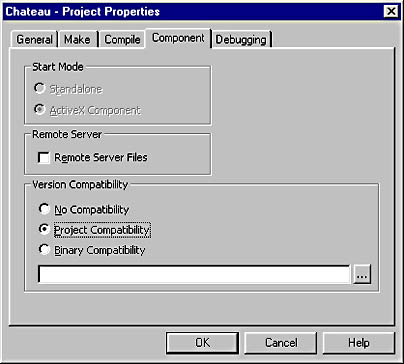 Chateau - Project Properties
General Make Compile Component Debugging
Start Mode
Standalone
ActiveX Component
Remote Server
Remote Server Files
Version Compatibility
No Compatibility
Project Compatibility
Binary Compatibility
...
OK Cancel Help